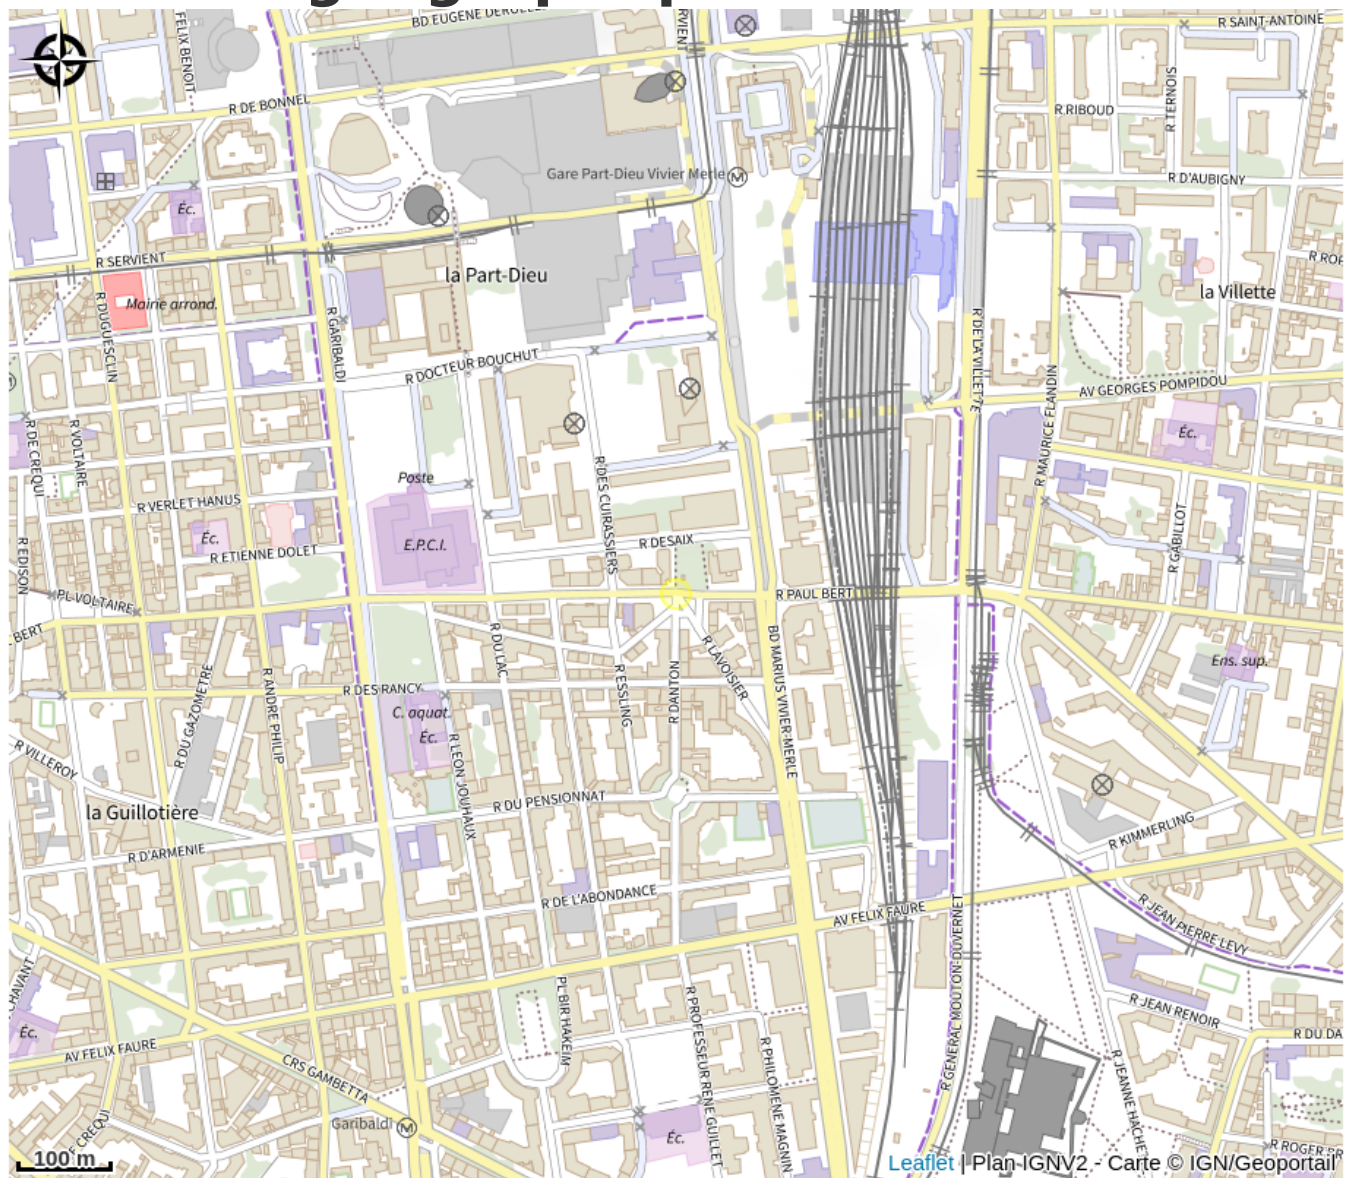 BD EUGENE DERUELLE
R SAINT-ANTOINE
FELIX BENOIT
R DE BONNEL
R RIBOUD
R TERNOIS
Gare Part-Dieu Vivier Merle
M
R D'AUBIGNY
Éc.
R SERVIENT
la Part-Dieu
Mairie arrond.
R DUGUESCLIN
R GARIBALDI
la Villette
R DE LA VILLETTE
R DOCTEUR BOUCHUT
AV GEORGES POMPIDOU
R MAURICE FLANDIN
R DE CREQUI
R VOLTAIRE
Éc.
Poste
R DES CUIRASSIERS
R VERLET HANUS
Éc.
E.P.C.I.
R ETIENNE DOLET
R DESAIX
R GABILLOT
R EDISON
PL VOLTAIRE
R PAUL BERT
BERT
R DU LAC
R LAVOISIER
BD MARIUS VIVIER-MERLE
Ens. sup.
R DU GAZOMETRE
R ANDRE PHILIP
R DES RANCY
R ESSLING
R DANTON
C. aquat.
Éc.
R VILLEROY
R LEON JOUHAUX
la Guillotière
R DU PENSIONNAT
R KIMMERLING
R D'ARMENIE
R DE L'ABONDANCE
AV FELIX FAURE
R JEAN PIERRE LEVY
R GENERAL MOUTON-DUVERNET
CHAVANT
PL BIR HAKEIM
R PROFESSEUR RENE GUILLET
R PHILOMENE MAGNIN
R JEAN RENOIR
Éc.
R DU DA
AV FELIX FAURE
CRS GAMBETTA
R JEANNE HACHET
Garibaldi
M
Éc.
CREQUI
100 m
Leaflet | Plan IGNV2 - Carte © IGN/Geoportail